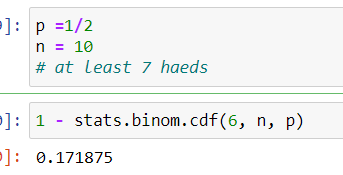 ]: p =1/2
n = 10
# at least 7 haeds
]: 1 - stats.binom.cdf(6, n, p)
]: 0.171875